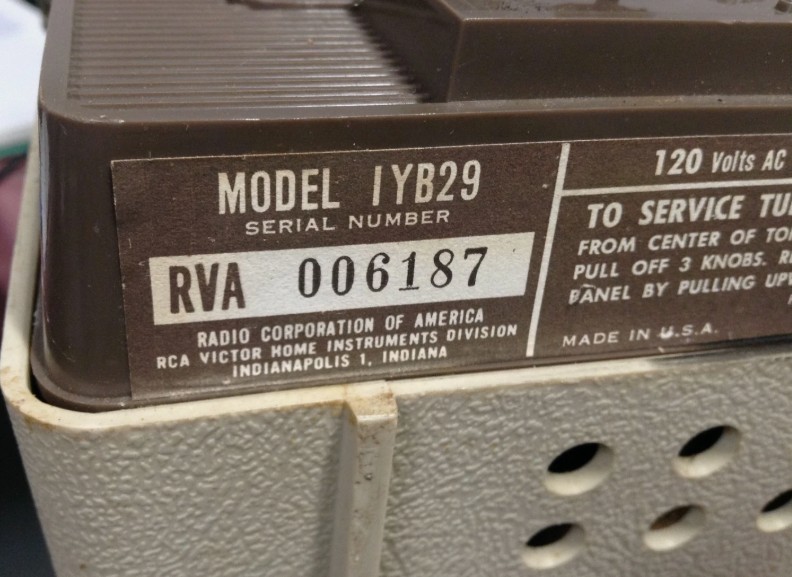 MODEL 1YB29
SERIAL NUMBER
RVA 006187
RADIO CORPORATION OF AMERICA
RCA VICTOR HOME INSTRUMENTS DIVISION
INDIANAPOLIS 1, INDIANA
120 Volts AC
TO SERVICE
FROM CENTER OF
PULL OFF 3 KNOBS.
PANEL BY PULLING
MADE IN U.S.A.